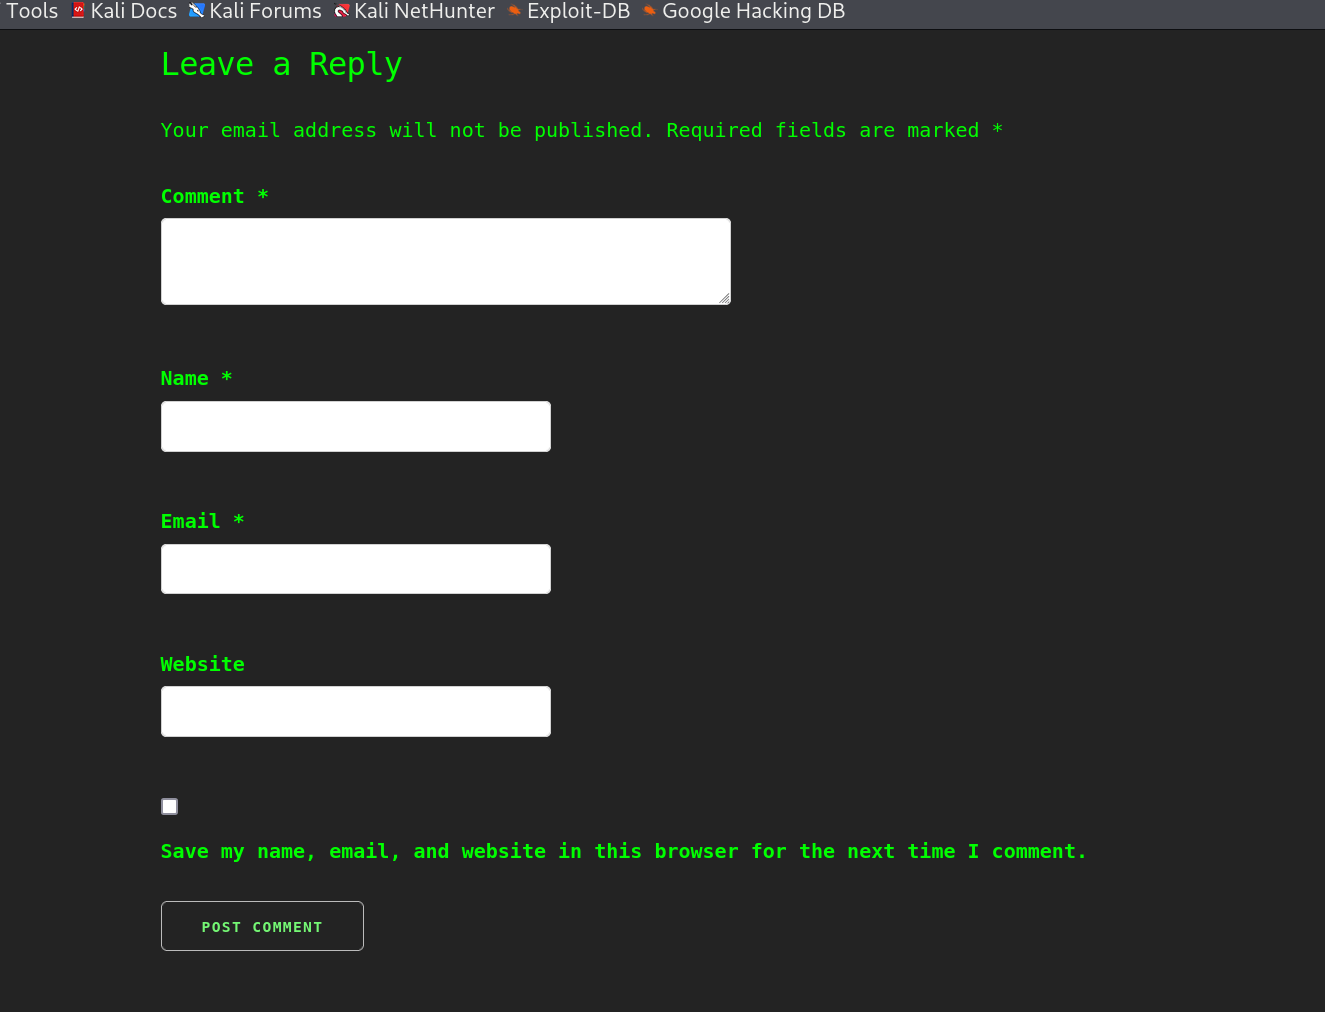 Tools Kali Docs Kali Forums Kali NetHunter Exploit-DB Google Hacking DB
Leave a Reply
Your email address will not be published. Required fields are marked *
Comment *
Name *
Email *
Website
Save my name, email, and website in this browser for the next time I comment.
POST COMMENT